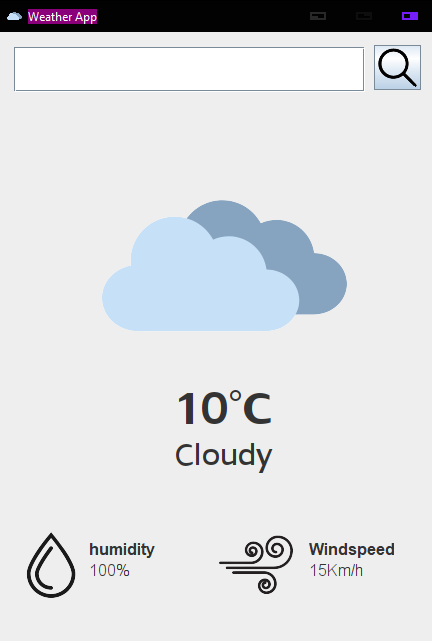 Weather App
10°C
Cloudy
humidity
100%
Windspeed
15Km/h